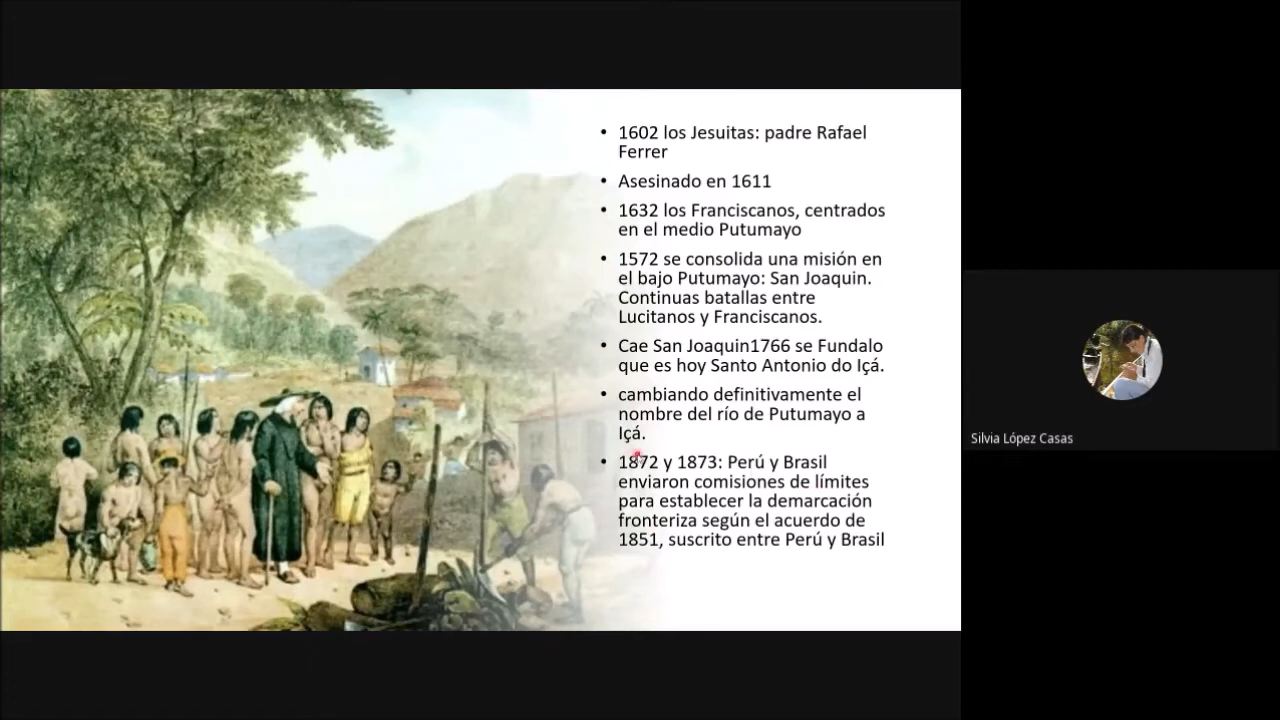 • 1602 los Jesuitas: padre Rafael
Ferrer
• Asesinado en 1611
• 1632 los Franciscanos, centrados
en el medio Putumayo
• 1572 se consolida una misión en
el bajo Putumayo: San Joaquin.
Continuas batallas entre
Lucitanos y Franciscanos.
• Cae San Joaquin1766 se Fundalo
que es hoy Santo Antonio do Içá.
• cambiando definitivamente el
nombre del río de Putumayo a
Içá.
• 1872 y 1873: Perú y Brasil
enviaron comisiones de límites
para establecer la demarcación
fronteriza según el acuerdo de
1851, suscrito entre Perú y Brasil
Silvia López Casas